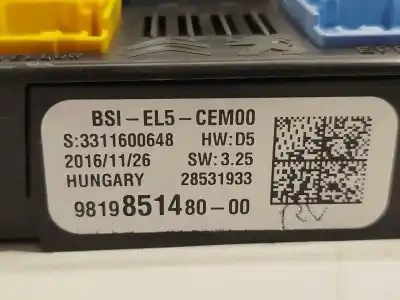 BSI-EL5-CEM00
S:3311600648 HW:D5
2016/11/26 SW: 3.25
HUNGARY 28531933
9819851480-00